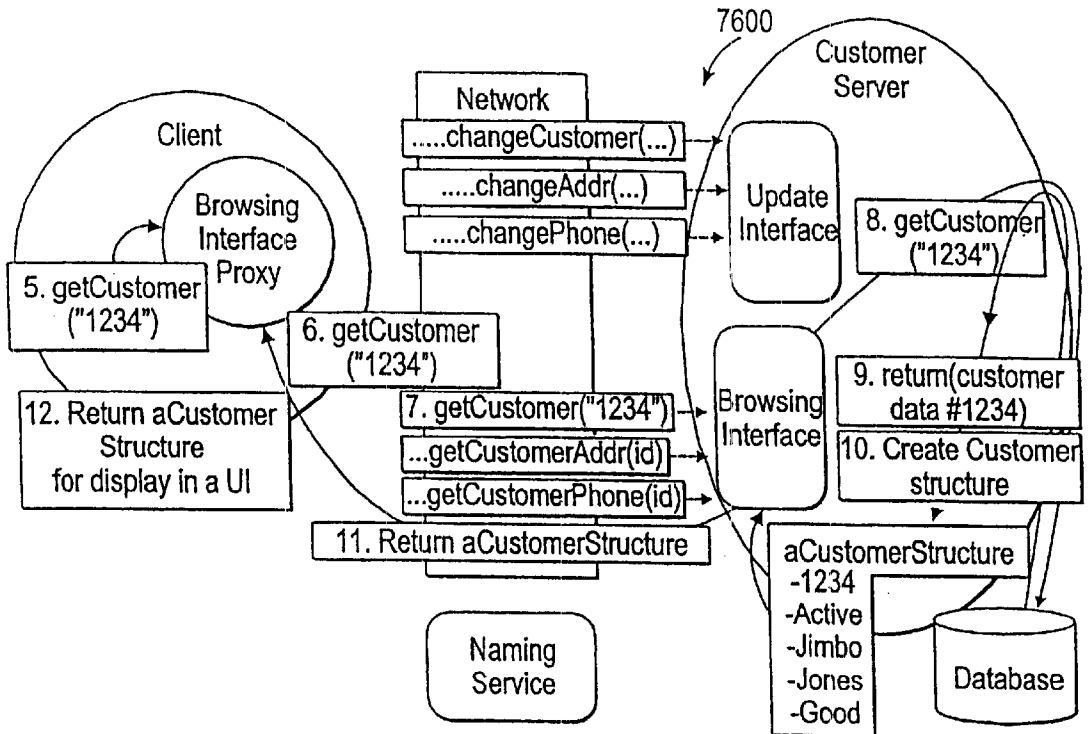 7600
Customer
Server
Network
Client
.....changeCustomer(...)
.....changeAddr(...)
.....changePhone(...)
Update
Interface
Browsing
Interface
Proxy
5. getCustomer
("1234")
6. getCustomer
("1234")
7. getCustomer("1234")
...getCustomerAddr(id)
...getCustomerPhone(id)
Browsing
Interface
8. getCustomer
("1234")
9. return(customer
data #1234)
10. Create Customer
structure
11. Return aCustomerStructure
12. Return aCustomer
Structure
for display in a UI
aCustomerStructure
-1234
-Active
-Jimbo
-Jones
-Good
Database
Naming
Service